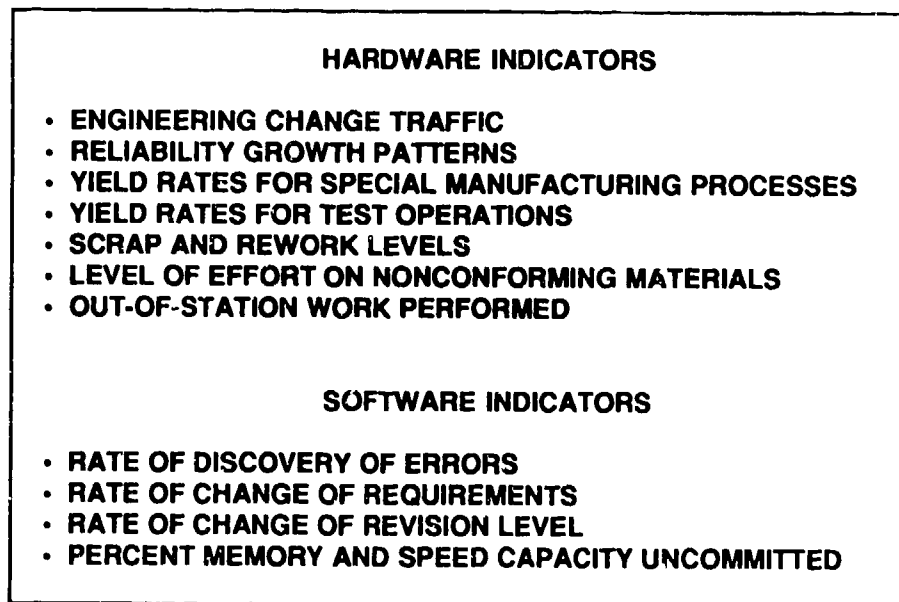 HARDWARE INDICATORS
• ENGINEERING CHANGE TRAFFIC
• RELIABILITY GROWTH PATTERNS
• YIELD RATES FOR SPECIAL MANUFACTURING PROCESSES
• YIELD RATES FOR TEST OPERATIONS
• SCRAP AND REWORK LEVELS
• LEVEL OF EFFORT ON NONCONFORMING MATERIALS
• OUT-OF-STATION WORK PERFORMED
SOFTWARE INDICATORS
• RATE OF DISCOVERY OF ERRORS
• RATE OF CHANGE OF REQUIREMENTS
• RATE OF CHANGE OF REVISION LEVEL
• PERCENT MEMORY AND SPEED CAPACITY UNCOMMITTED